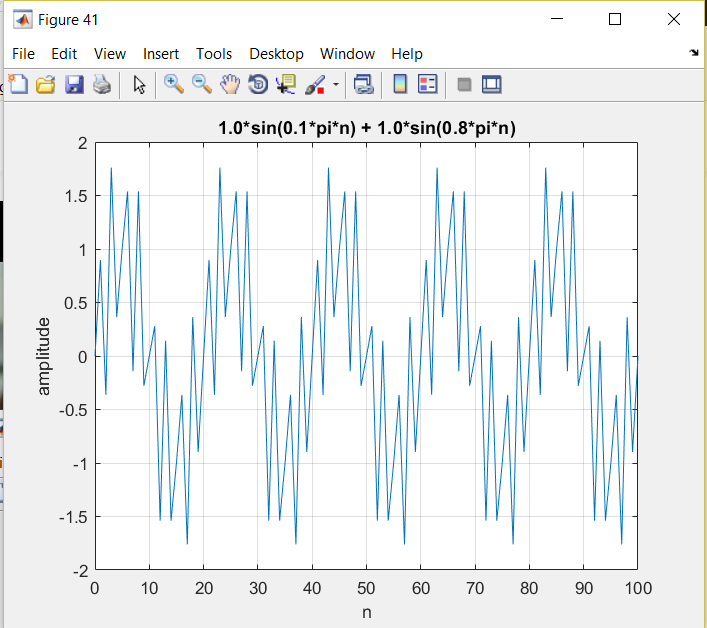 Figure 41
File Edit View Insert Tools Desktop Window Help
1.0*sin(0.1*pi*n) + 1.0*sin(0.8*pi*n)
2
1.5
1
0.5
0
-0.5
-1
-1.5
-2
amplitude
0 10 20 30 40 50 60 70 80 90 100
n